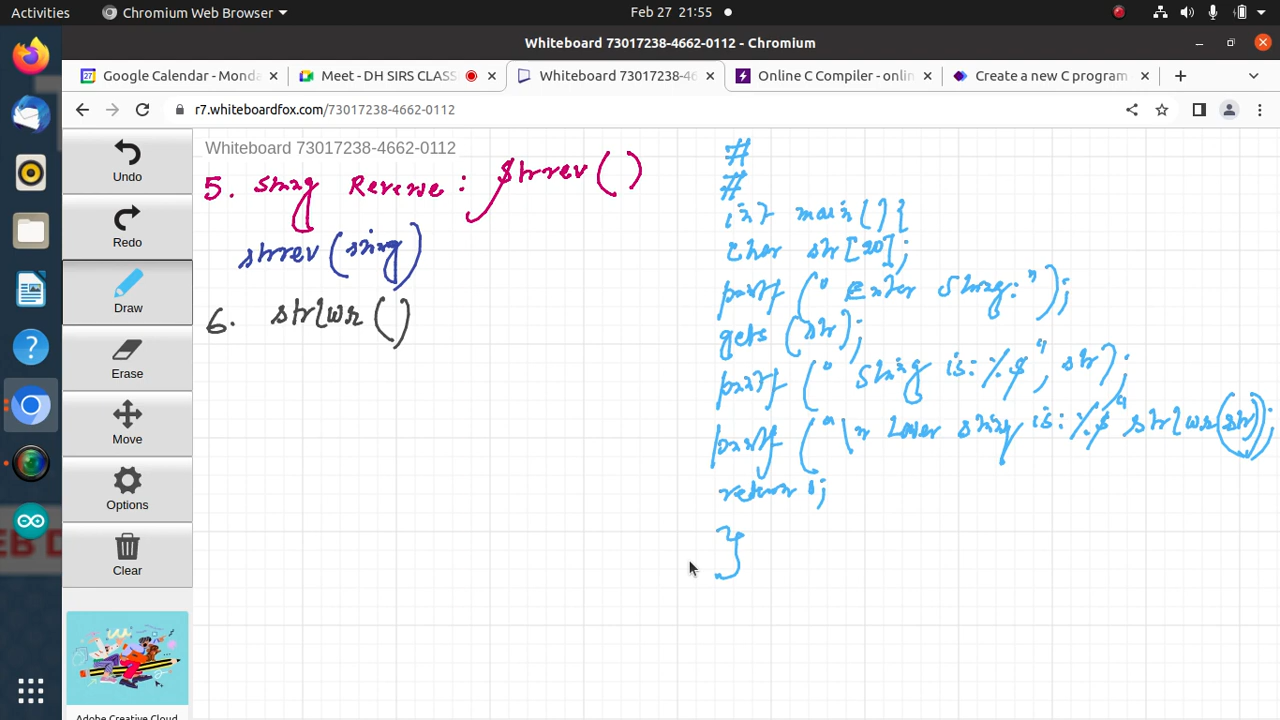 Activities Chromium Web Browser Feb 27 21:55
Whiteboard 73017238-4662-0112 - Chromium
Google Calendar - Monda Meet - DH SIRS CLASS Whiteboard 73017238-46 Online C Compiler - onlin Create a new C program
r7.whiteboardfox.com/73017238-4662-0112
Undo
Redo
Draw
Erase
Move
Options
Clear
Adobe Creative Cloud
Whiteboard 73017238-4662-0112
5. String Reverse: strrev()
strrev(string)
6. strlwr()
#
#
int main(){
char str[20];
printf("Enter String:");
gets(str);
printf("String is:%s", str);
printf("\n Lower string is:%s" strlwr(str));
return 0;
}